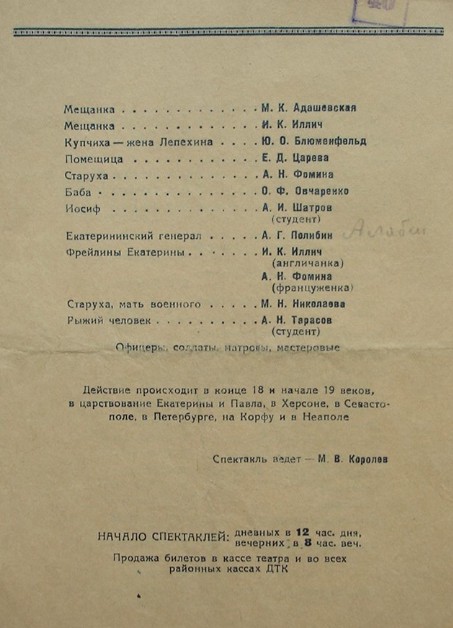 Мещанка . . . . . . . . . . . . . М. К. Адашевская
Мещанка . . . . . . . . . . . . . И. К. Иллич
Купчиха — жена Лепехина . . . . Ю. О. Блюменфельд
Помещица . . . . . . . . . . . . Е. Д. Царева
Старуха . . . . . . . . . . . . . А. Н. Фомина
Баба . . . . . . . . . . . . . . О. Ф. Овчаренко
Иосиф . . . . . . . . . . . . . . А. И. Шатров
(студент)
Екатерининский генерал . . . . . А. Г. Полибин
Фрейлины Екатерины . . . . . . . И. К. Иллич
(англичанка)
А. Н. Фомина
(француженка)
Старуха, мать военного . . . . . М. Н. Николаева
Рыжий человек . . . . . . . . . . А. Н. Тарасов
(студент)
Офицеры, солдаты, матросы, мастеровые
Действие происходит в конце 18 и начале 19 веков,
в царствование Екатерины и Павла, в Херсоне, в Севасто-
поле, в Петербурге, на Корфу и в Неаполе
Спектакль ведет — М. В. Королев
НАЧАЛО СПЕКТАКЛЕЙ: дневных в 12 час. дня,
вечерних в 8 час. веч.
Продажа билетов в кассе театра и во всех
районных кассах ДТК